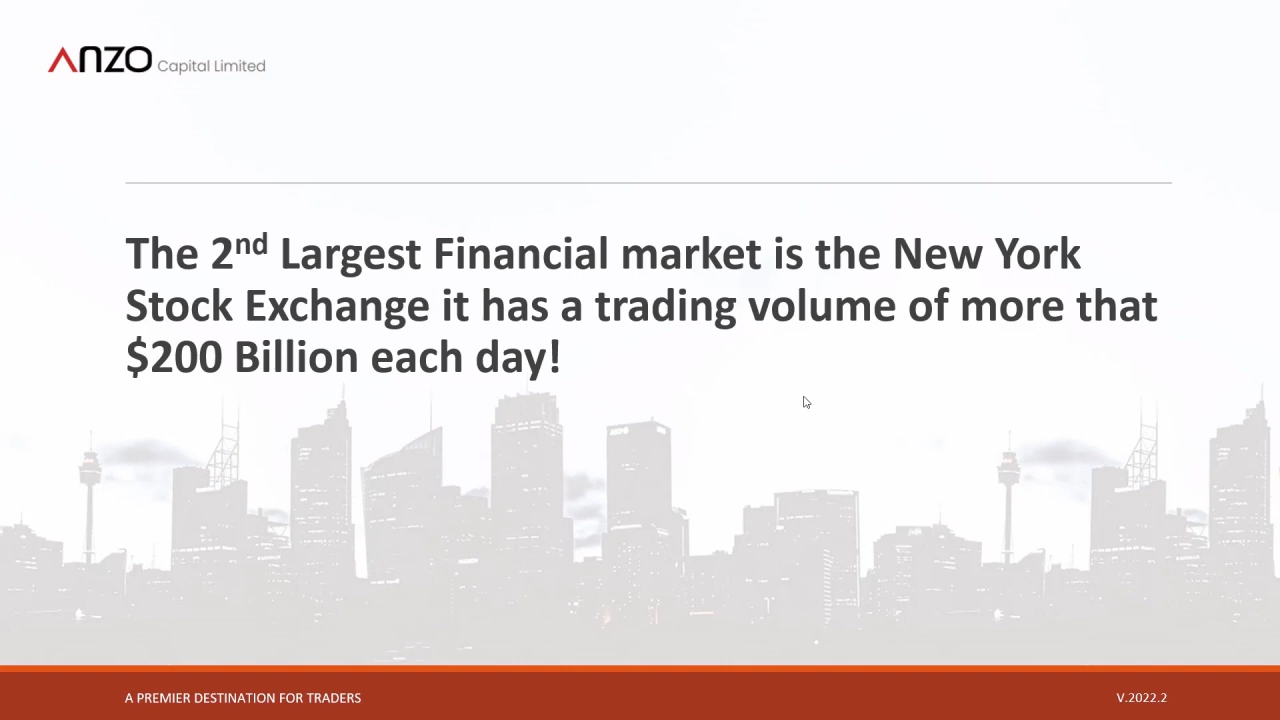 ANZO Capital Limited
The 2nd Largest Financial market is the New York
Stock Exchange it has a trading volume of more that
$200 Billion each day!
A PREMIER DESTINATION FOR TRADERS
V.2022.2